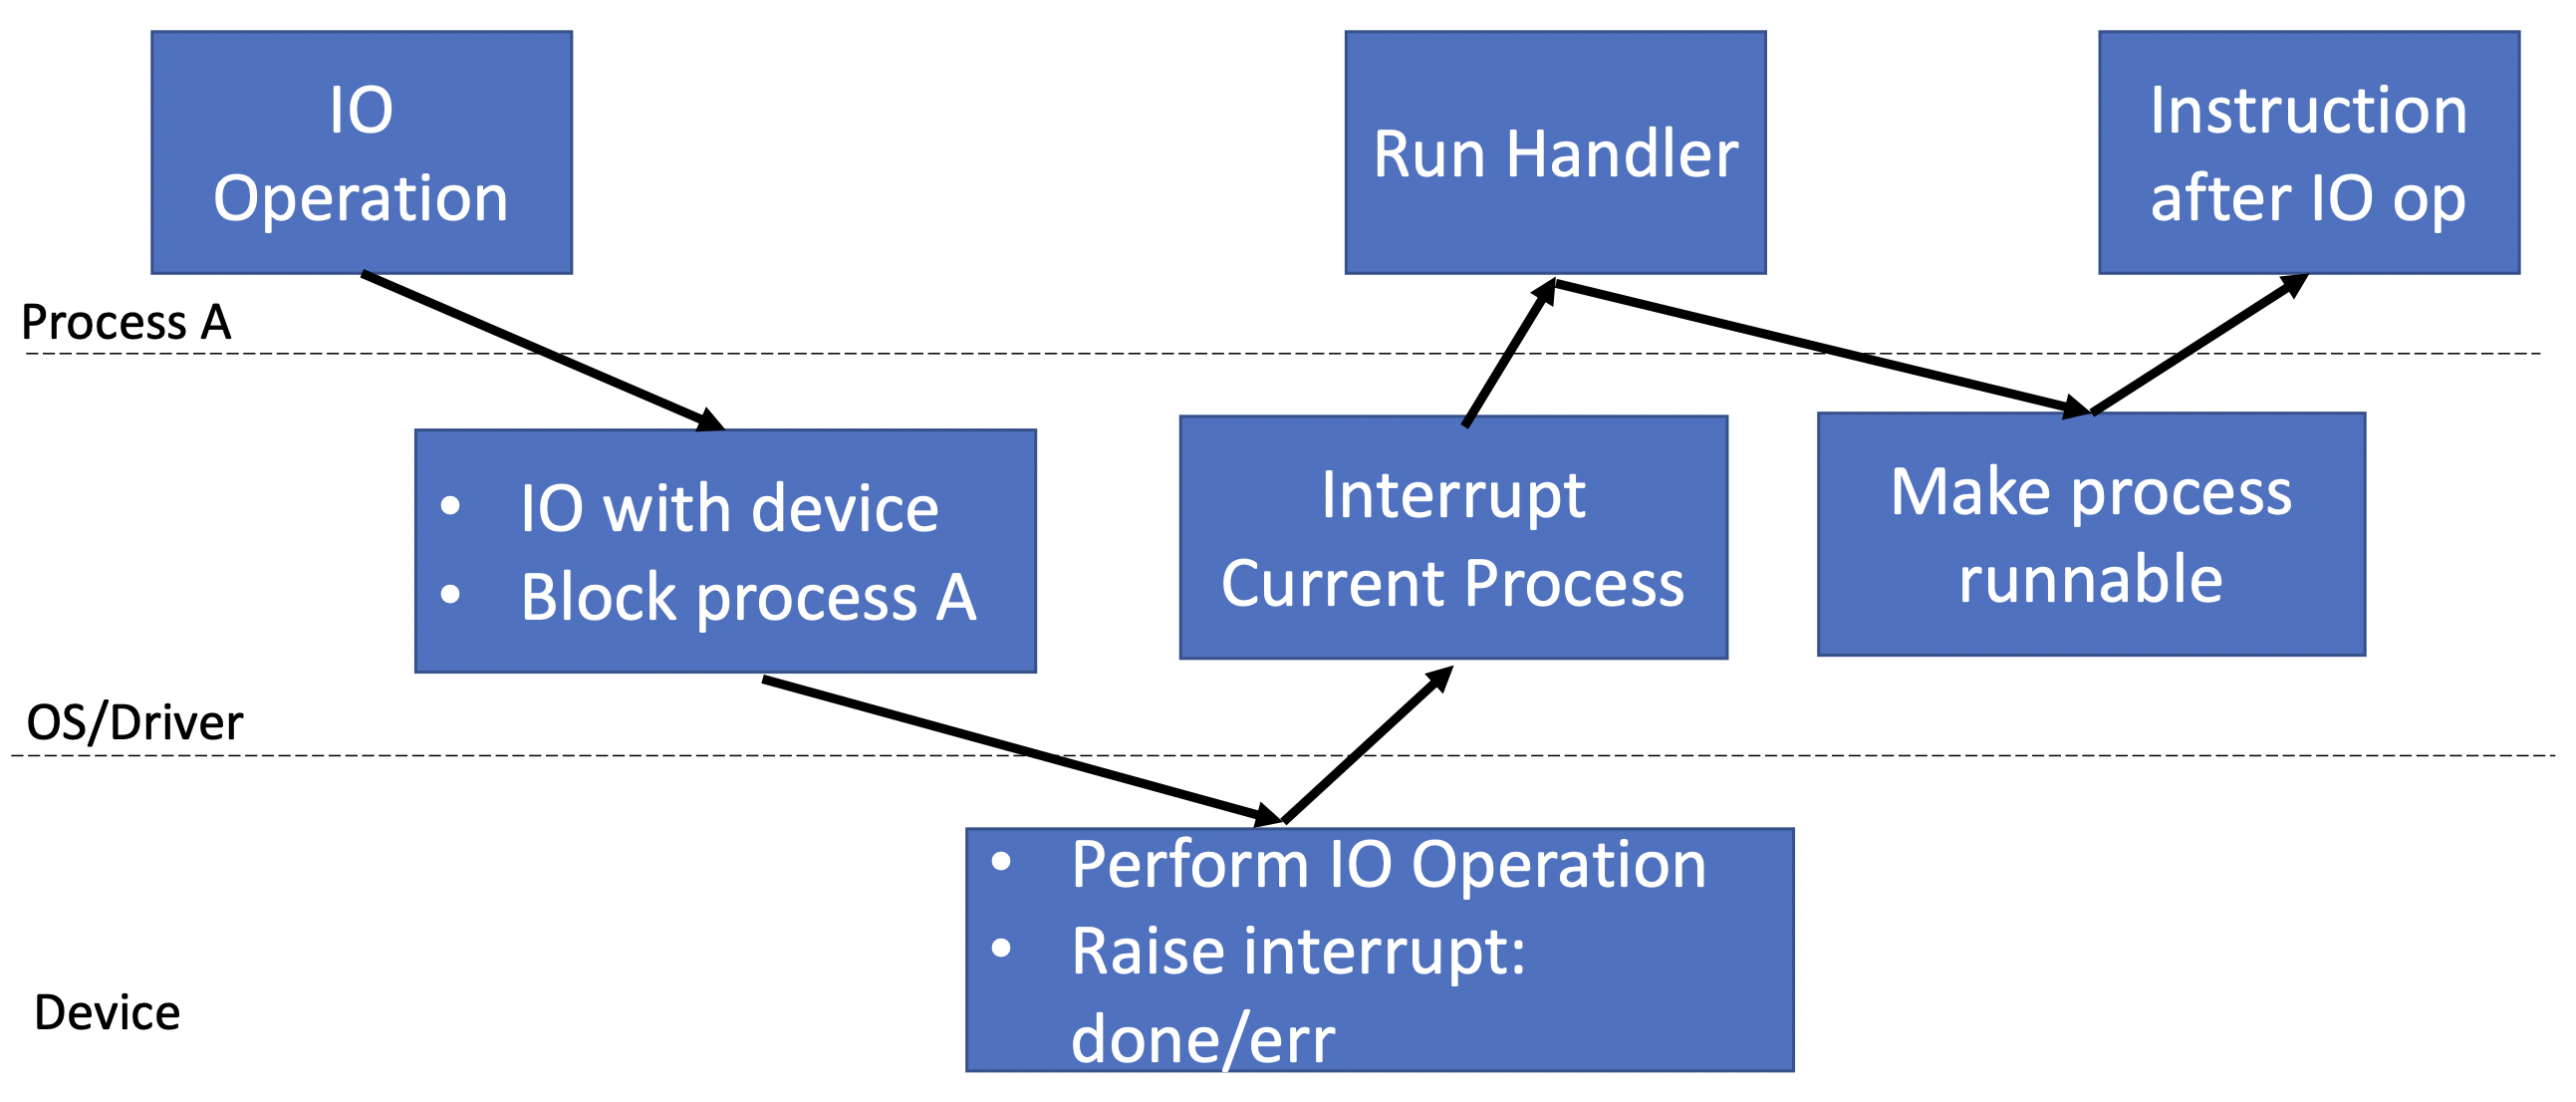 IO
Operation
Run Handler
Instruction
after IO op
Process A
• IO with device
• Block process A
Interrupt
Current Process
Make process
runnable
OS/Driver
• Perform IO Operation
• Raise interrupt:
done/err
Device